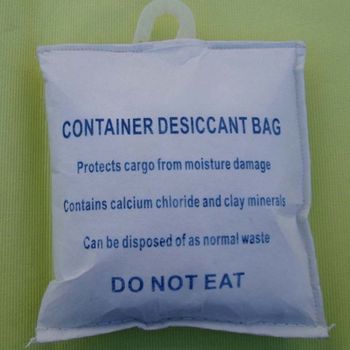 CONTAINER DESICCANT BAG
Protects cargo from moisture damage
Contains calcium chloride and clay minerals
Can be disposed of as normal waste
DO NOT EAT